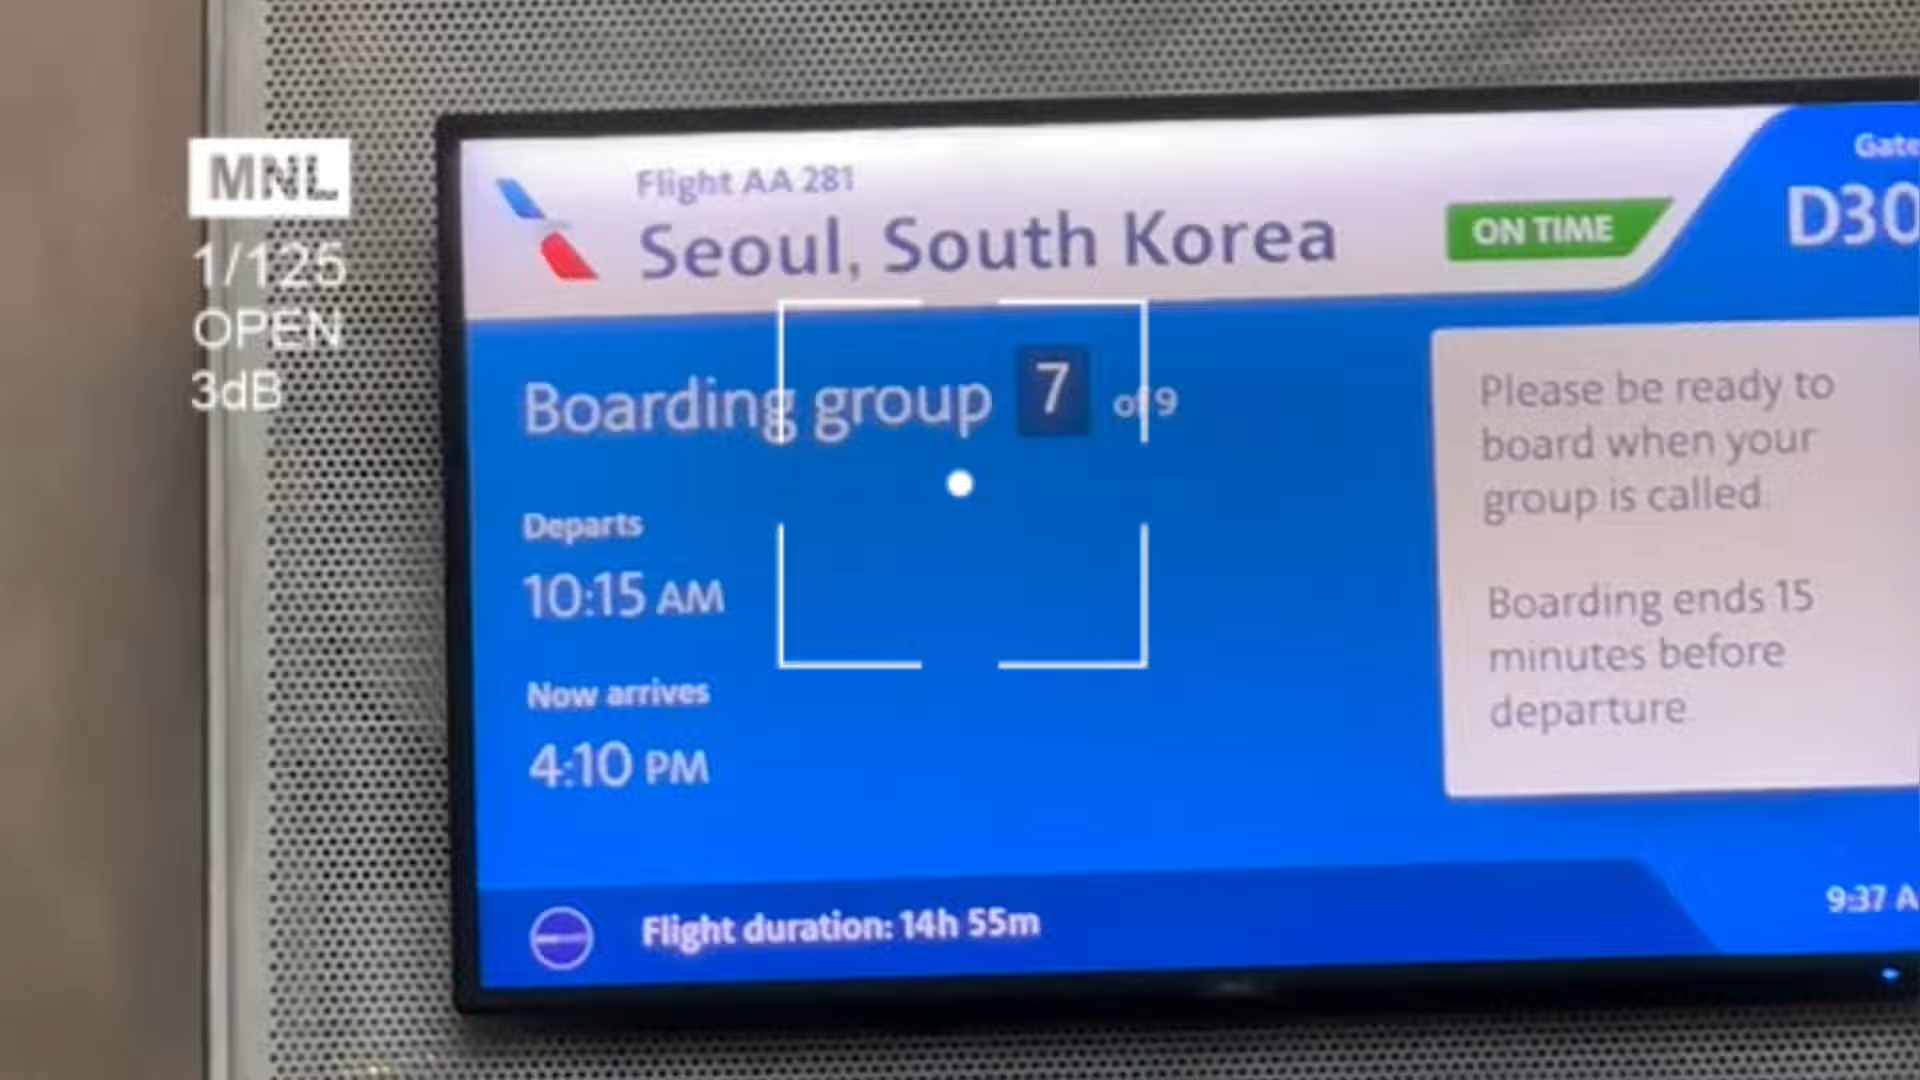 MNL
1/125
OPEN
3dB
Flight AA 281
Seoul, South Korea
ON TIME
Gate
D30
Boarding group 7 of 9
Departs
10:15 AM
Now arrives
4:10 PM
Please be ready to
board when your
group is called.
Boarding ends 15
minutes before
departure.
Flight duration: 14h 55m
9:37 A